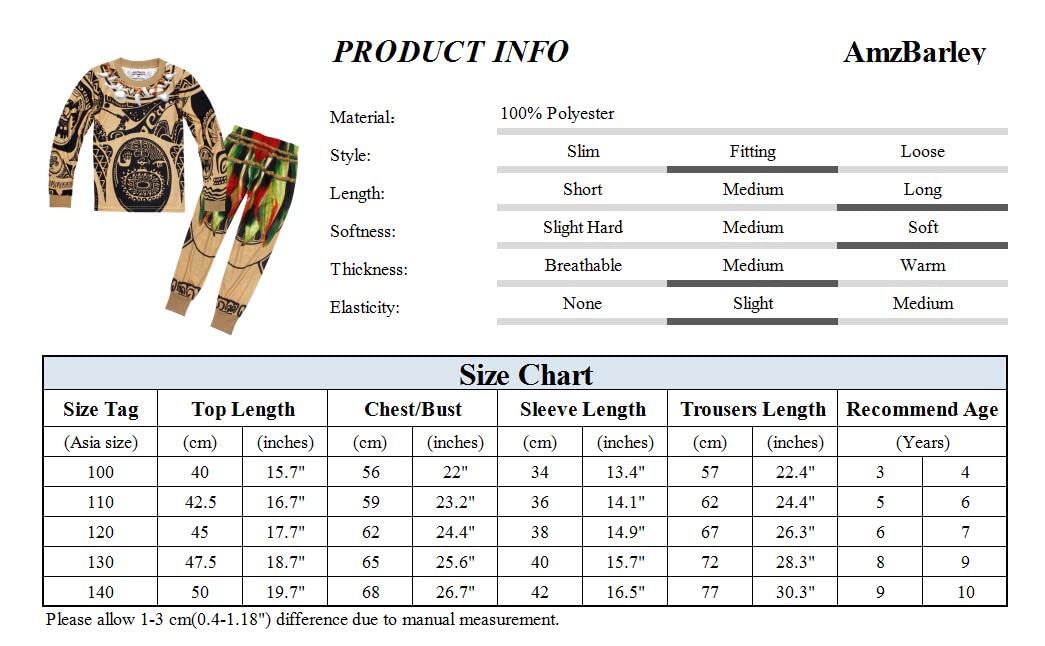 PRODUCT INFO AmzBarley
Material: 100% Polyester
Style: Slim Fitting Loose
Length: Short Medium Long
Softness: Slight Hard Medium Soft
Thickness: Breathable Medium Warm
Elasticity: None Slight Medium
Size Chart
Size Tag Top Length Chest/Bust Sleeve Length Trousers Length Recommend Age
(Asia size) (cm) (inches) (cm) (inches) (cm) (inches) (cm) (inches) (Years)
100 40 15.7" 56 22" 34 13.4" 57 22.4" 3 4
110 42.5 16.7" 59 23.2" 36 14.1" 62 24.4" 5 6
120 45 17.7" 62 24.4" 38 14.9" 67 26.3" 6 7
130 47.5 18.7" 65 25.6" 40 15.7" 72 28.3" 8 9
140 50 19.7" 68 26.7" 42 16.5" 77 30.3" 9 10
Please allow 1-3 cm(0.4-1.18") difference due to manual measurement.